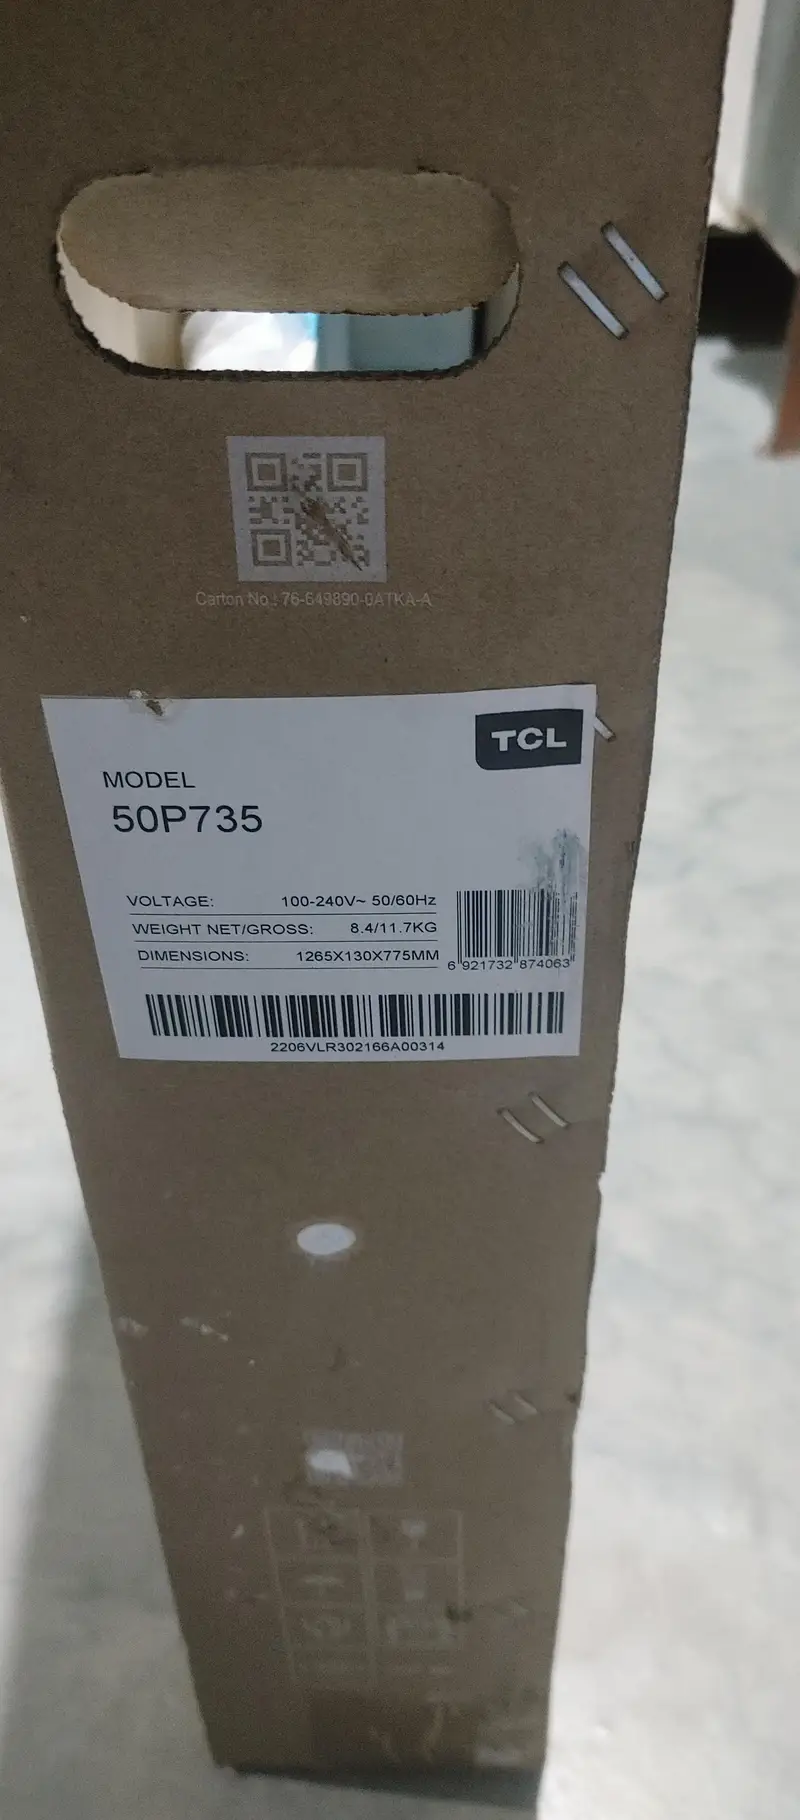 Carton No.: 76-649890-0ATKA-A
TCL
MODEL
50P735
VOLTAGE: 100-240V~ 50/60Hz
WEIGHT NET/GROSS: 8.4/11.7KG
DIMENSIONS: 1265X130X775MM
6 921732 874063
2206VLR302166A00314